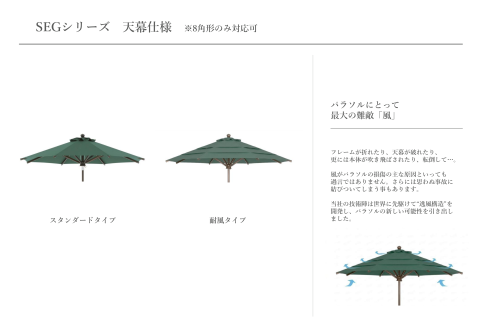 SEGシリーズ　天幕仕様　※8角形のみ対応可
スタンダードタイプ
耐風タイプ
パラソルにとって
最大の難敵「風」
フレームが折れたり、天幕が破れたり、
更には本体が吹き飛ばされたり、転倒して…。
風がパラソルの損傷の主な原因といっても
過言ではありません。さらには思わぬ事故に
結びついてしまう事もあります。
当社の技術陣は世界に先駆けて"透風構造"を
開発し、パラソルの新しい可能性を引き出し
ました。